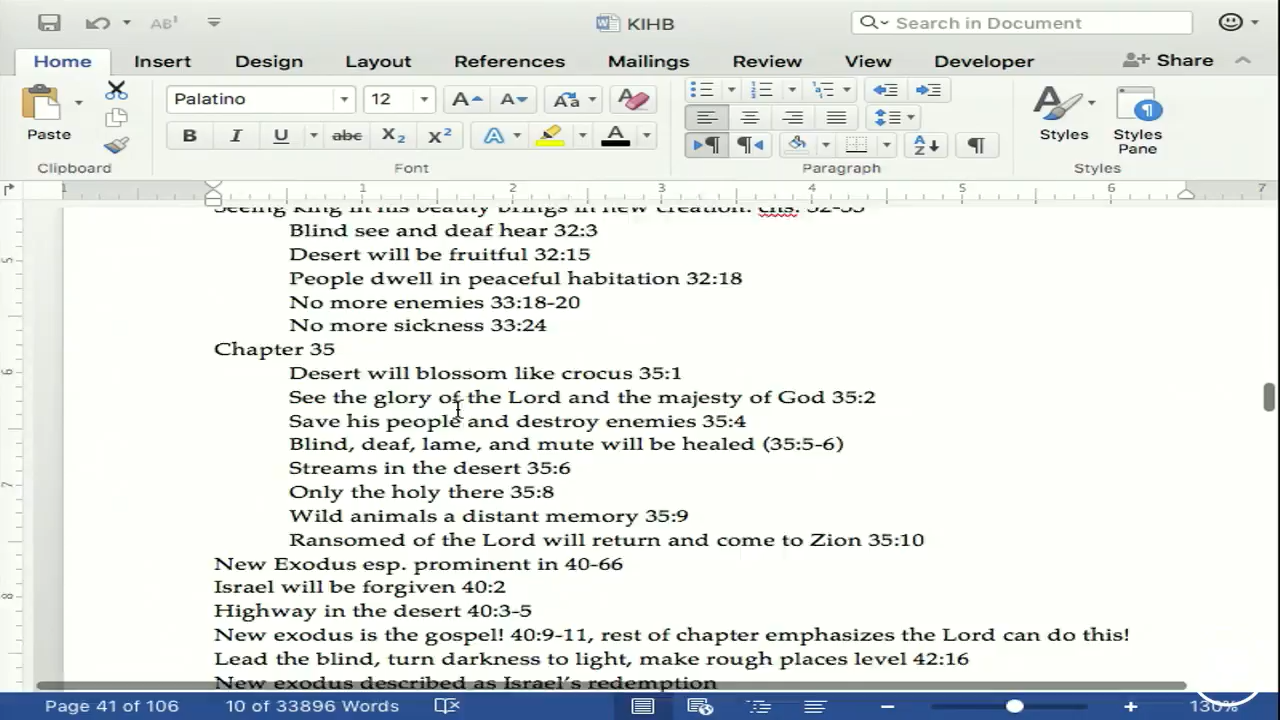 KIHB
Search in Document
Home Insert Design Layout References Mailings Review View Developer Share
Palatino 12
Paste
Styles Styles Pane
Clipboard Font Paragraph Styles
1 1 2 3 4 5 6 7
Seeing king in his beauty brings in new creation: chs. 32-35
Blind see and deaf hear 32:3
Desert will be fruitful 32:15
People dwell in peaceful habitation 32:18
No more enemies 33:18-20
No more sickness 33:24
Chapter 35
Desert will blossom like crocus 35:1
See the glory of the Lord and the majesty of God 35:2
Save his people and destroy enemies 35:4
Blind, deaf, lame, and mute will be healed (35:5-6)
Streams in the desert 35:6
Only the holy there 35:8
Wild animals a distant memory 35:9
Ransomed of the Lord will return and come to Zion 35:10
New Exodus esp. prominent in 40-66
Israel will be forgiven 40:2
Highway in the desert 40:3-5
New exodus is the gospel! 40:9-11, rest of chapter emphasizes the Lord can do this!
Lead the blind, turn darkness to light, make rough places level 42:16
New exodus described as Israel's redemption
Page 41 of 106 10 of 33896 Words 130%